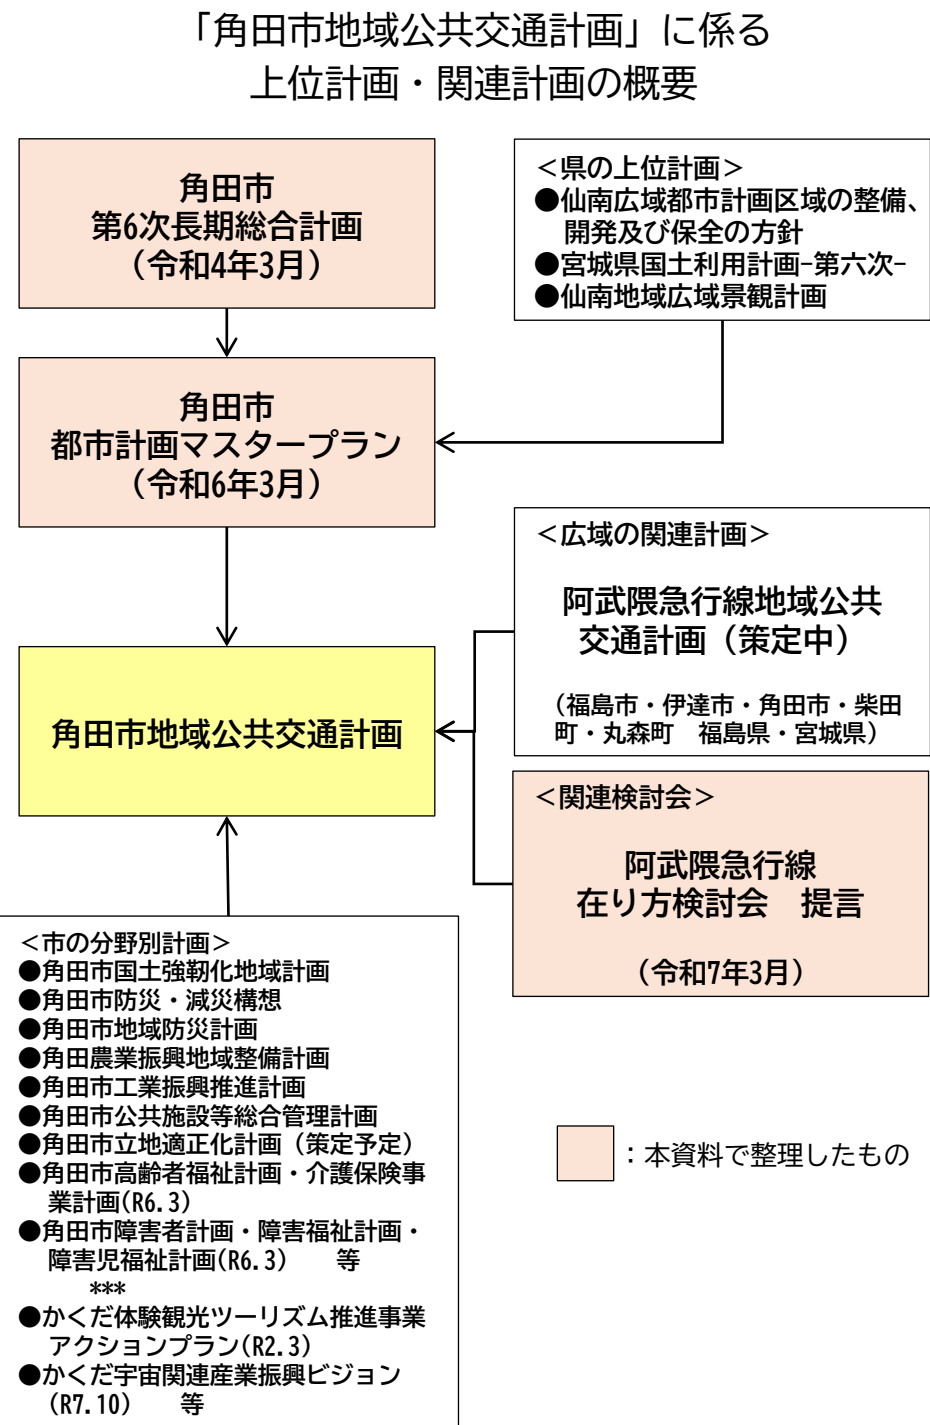 「角田市地域公共交通計画」に係る
上位計画・関連計画の概要
角田市
第6次長期総合計画
（令和4年3月）
＜県の上位計画＞
●仙南広域都市計画区域の整備、
開発及び保全の方針
●宮城県国土利用計画-第六次-
●仙南地域広域景観計画
角田市
都市計画マスタープラン
（令和6年3月）
＜広域の関連計画＞
阿武隈急行線地域公共
交通計画（策定中）
（福島市・伊達市・角田市・柴田
町・丸森町　福島県・宮城県）
角田市地域公共交通計画
＜関連検討会＞
阿武隈急行線
在り方検討会　提言
（令和7年3月）
＜市の分野別計画＞
●角田市国土強靭化地域計画
●角田市防災・減災構想
●角田市地域防災計画
●角田農業振興地域整備計画
●角田市工業振興推進計画
●角田市公共施設等総合管理計画
●角田市立地適正化計画（策定予定）
●角田市高齢者福祉計画・介護保険事
業計画(R6.3)
●角田市障害者計画・障害福祉計画・
障害児福祉計画(R6.3)　等
***
●かくだ体験観光ツーリズム推進事業
アクションプラン(R2.3)
●かくだ宇宙関連産業振興ビジョン
(R7.10)　等
：本資料で整理したもの